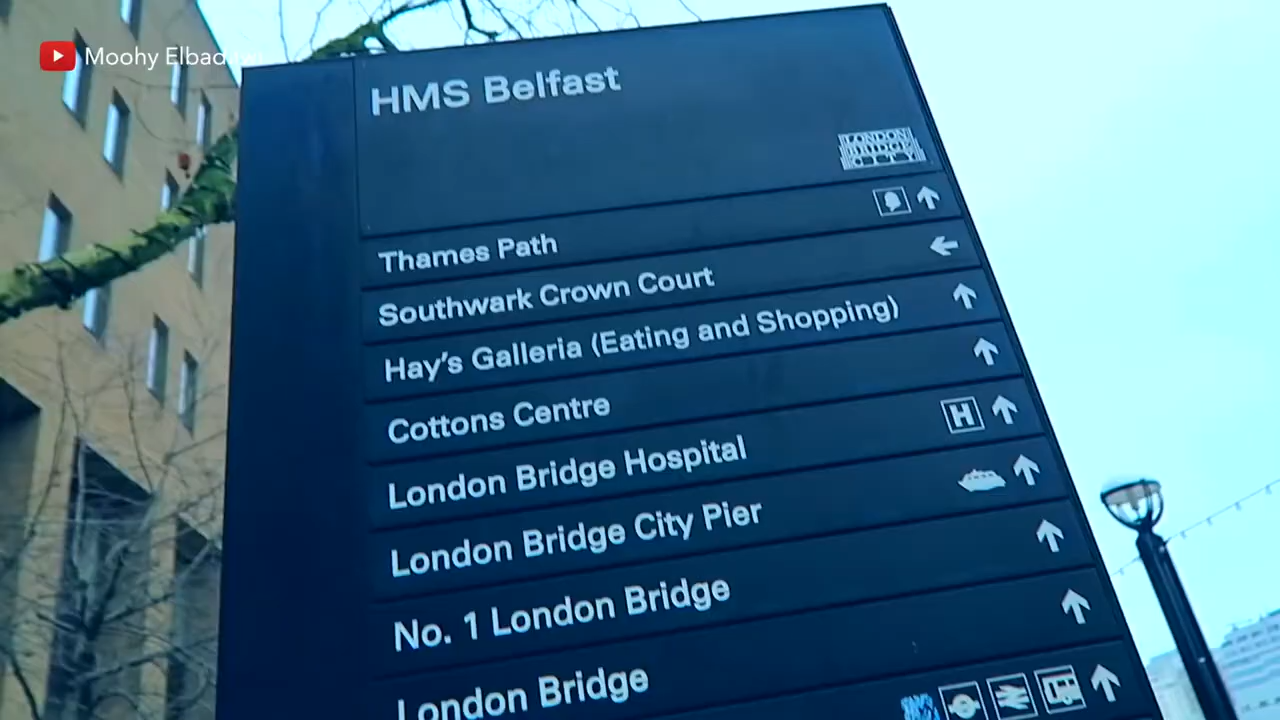 Moohy Elbad
HMS Belfast
LONDON
BRIDGE
CITY
Thames Path
Southwark Crown Court
Hay's Galleria (Eating and Shopping)
Cottons Centre
H
London Bridge Hospital
London Bridge City Pier
No. 1 London Bridge
London Bridge